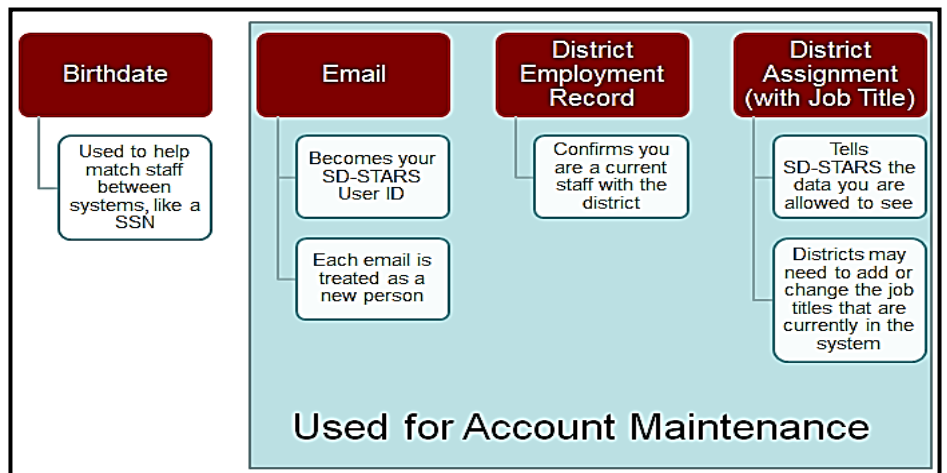 Birthdate
Used to help
match staff
between
systems, like a
SSN
Email
Becomes your
SD-STARS
User ID
Each email is
treated as a
new person
District
Employment
Record
Confirms you
are a current
staff with the
district
District
Assignment
(with Job Title)
Tells
SD-STARS the
data you are
allowed to see
Districts may
need to add or
change the job
titles that are
currently in the
system
Used for Account Maintenance